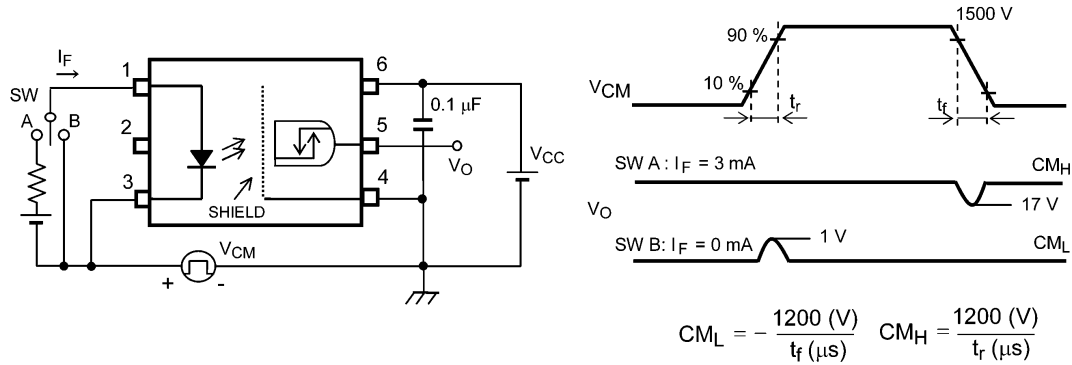 I_F
SW
A
B
1
2
3
6
5
4
SHIELD
0.1 μF
V_O
V_CC
V_CM
+
-
1500 V
90 %
10 %
V_CM
t_r
t_f
SW A : I_F = 3 mA
CM_H
17 V
V_O
SW B: I_F = 0 mA
1 V
CM_L
CM_L = - 1200 (V) / t_f (μs)
CM_H = 1200 (V) / t_r (μs)